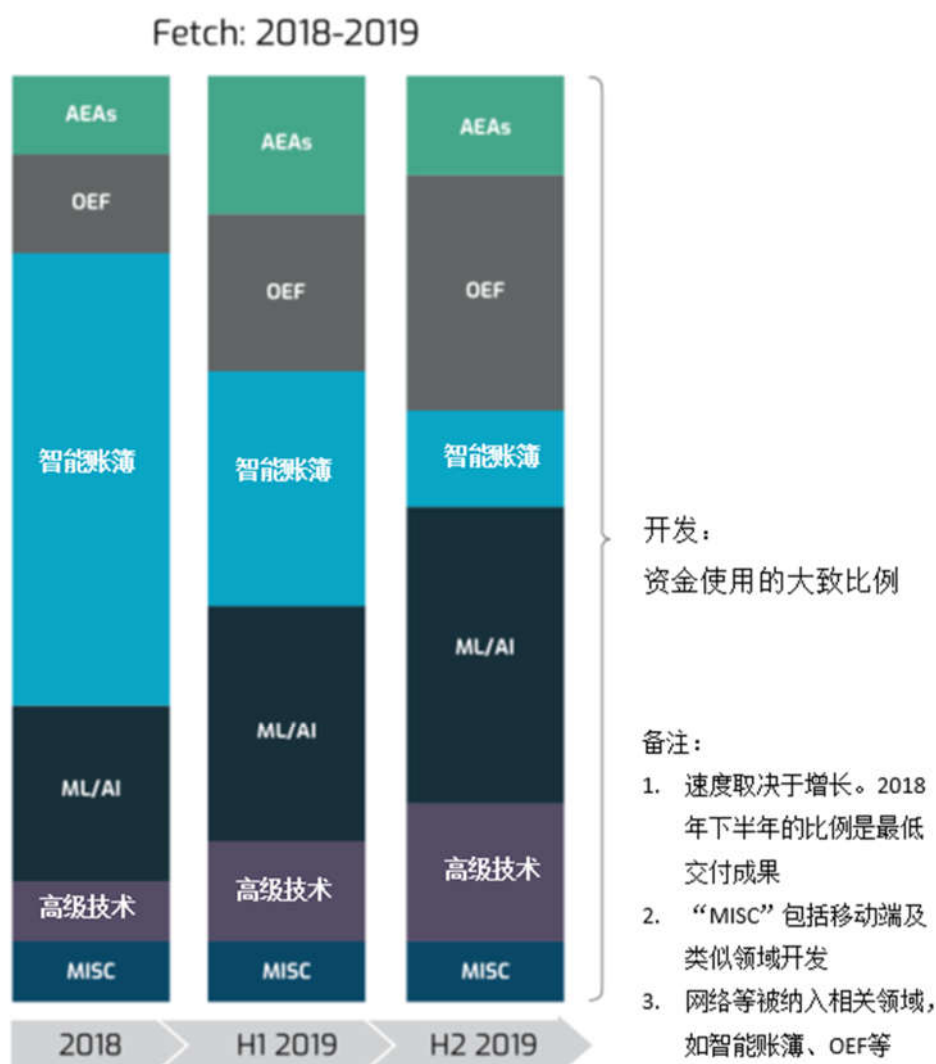 Fetch: 2018-2019
AEAs
OEF
智能账簿
ML/AI
高级技术
MISC
2018
AEAs
OEF
智能账簿
ML/AI
高级技术
MISC
H1 2019
AEAs
OEF
智能账簿
ML/AI
高级技术
MISC
H2 2019
开发：
资金使用的大致比例
备注：
1. 速度取决于增长。2018
年下半年的比例是最低
交付成果
2. “MISC”包括移动端及
类似领域开发
3. 网络等被纳入相关领域，
如智能账簿、OEF等